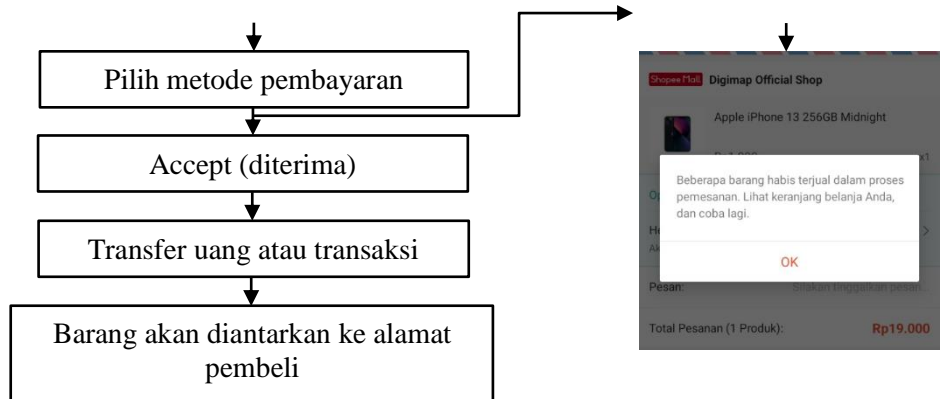 Pilih metode pembayaran
Accept (diterima)
Transfer uang atau transaksi
Barang akan diantarkan ke alamat
pembeli
Shopee Mall Digimap Official Shop
Apple iPhone 13 256GB Midnight
x1
Beberapa barang habis terjual dalam proses
pemesanan. Lihat keranjang belanja Anda,
dan coba lagi.
OK
Pesan: Silakan tinggalkan pesan..
Total Pesanan (1 Produk): Rp19.000